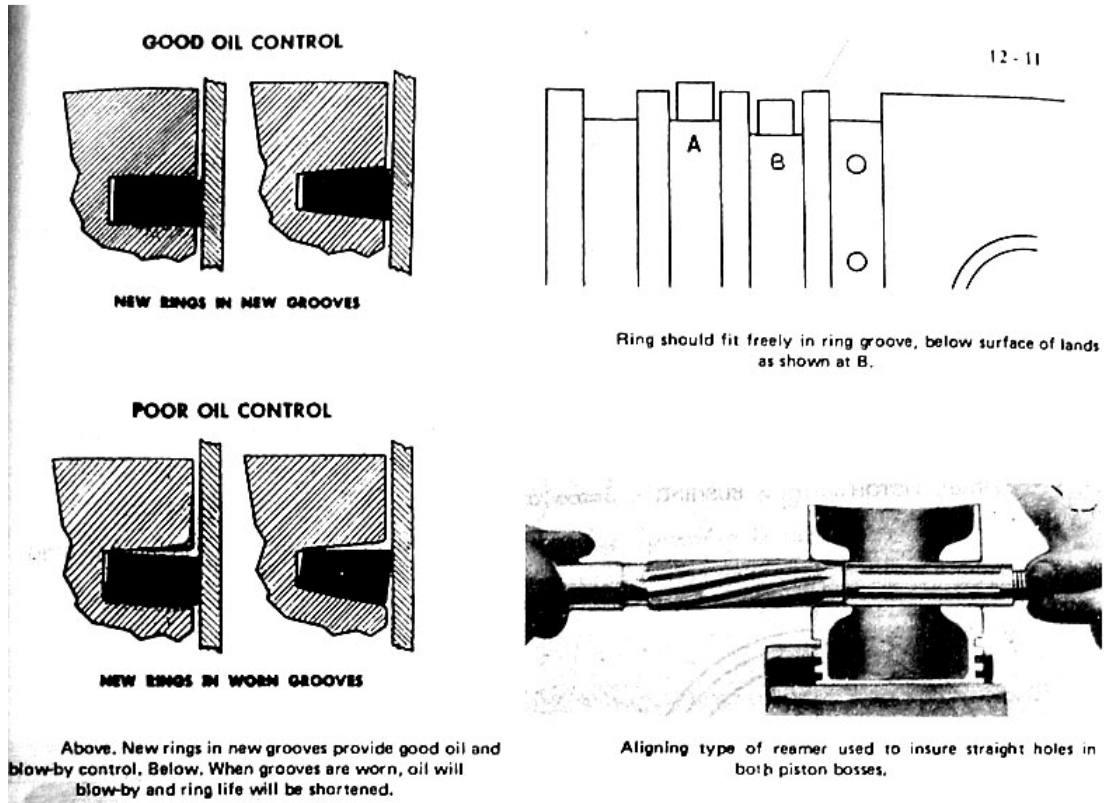 GOOD OIL CONTROL
NEW RINGS IN NEW GROOVES
POOR OIL CONTROL
NEW RINGS IN WORN GROOVES
Above. New rings in new grooves provide good oil and
blow-by control. Below. When grooves are worn, oil will
blow-by and ring life will be shortened.
12-11
A
B
Ring should fit freely in ring groove, below surface of lands
as shown at B.
Aligning type of reamer used to insure straight holes in
both piston bosses.